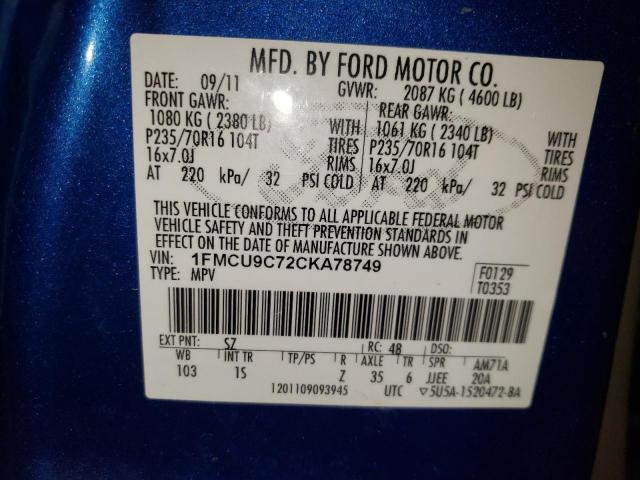 MFD. BY FORD MOTOR CO.
DATE: 09/11 GVWR: 2087 KG ( 4600 LB)
FRONT GAWR: REAR GAWR:
1080 KG ( 2380 LB) WITH 1061 KG ( 2340 LB) WITH
P235/70R16 104T TIRES P235/70R16 104T TIRES
16x7.0J RIMS 16x7.0J RIMS
AT 220 kPa/ 32 PSI COLD AT 220 kPa/ 32 PSI COLD
THIS VEHICLE CONFORMS TO ALL APPLICABLE FEDERAL MOTOR
VEHICLE SAFETY AND THEFT PREVENTION STANDARDS IN
EFFECT ON THE DATE OF MANUFACTURE SHOWN ABOVE.
VIN: 1FMCU9C72CKA78749
TYPE: MPV
F0129
T0353
EXT PNT: SZ RC: 48 DSO:
WB INT TR TP/PS R AXLE TR SPR AM71A
103 1S Z 35 6 JJEE 20A
1201109093945 UTC ▽5U5A-1520472-BA